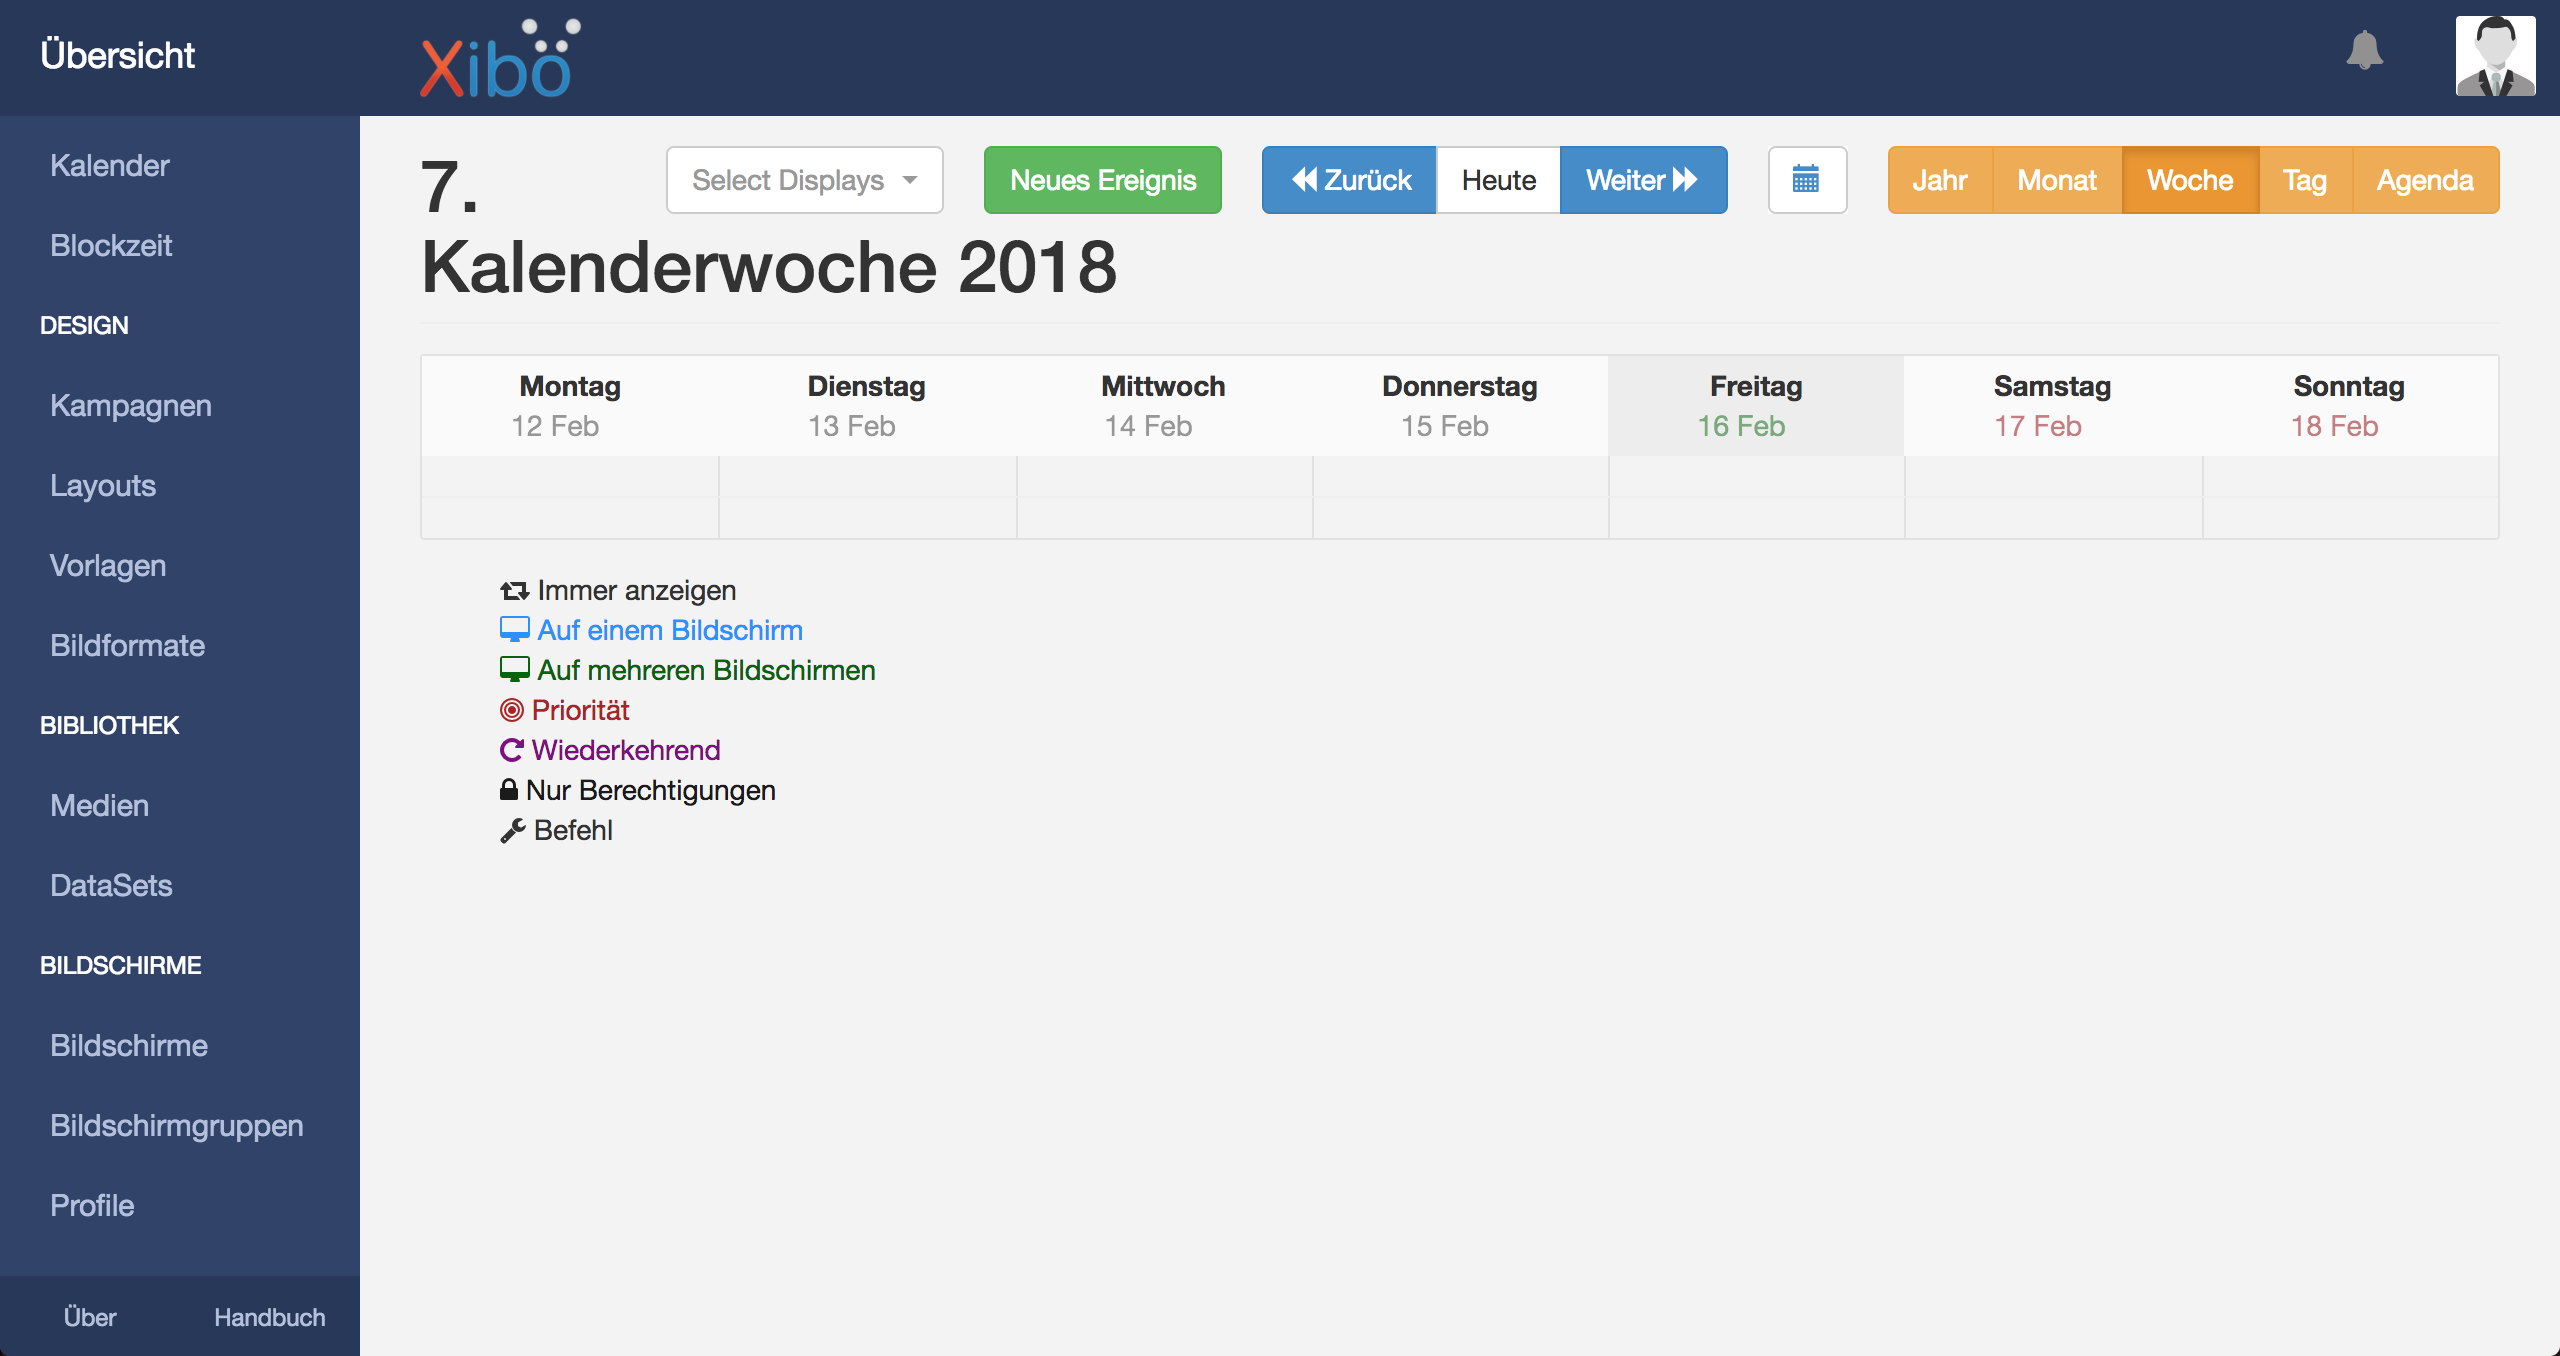 Übersicht
Xibo
Kalender
Blockzeit
DESIGN
Kampagnen
Layouts
Vorlagen
Bildformate
BIBLIOTHEK
Medien
DataSets
BILDSCHIRME
Bildschirme
Bildschirmgruppen
Profile
Über Handbuch
7.
Kalenderwoche 2018
Select Displays Neues Ereignis Zurück Heute Weiter Jahr Monat Woche Tag Agenda
Montag Dienstag Mittwoch Donnerstag Freitag Samstag Sonntag
12 Feb 13 Feb 14 Feb 15 Feb 16 Feb 17 Feb 18 Feb
Immer anzeigen
Auf einem Bildschirm
Auf mehreren Bildschirmen
Priorität
Wiederkehrend
Nur Berechtigungen
Befehl